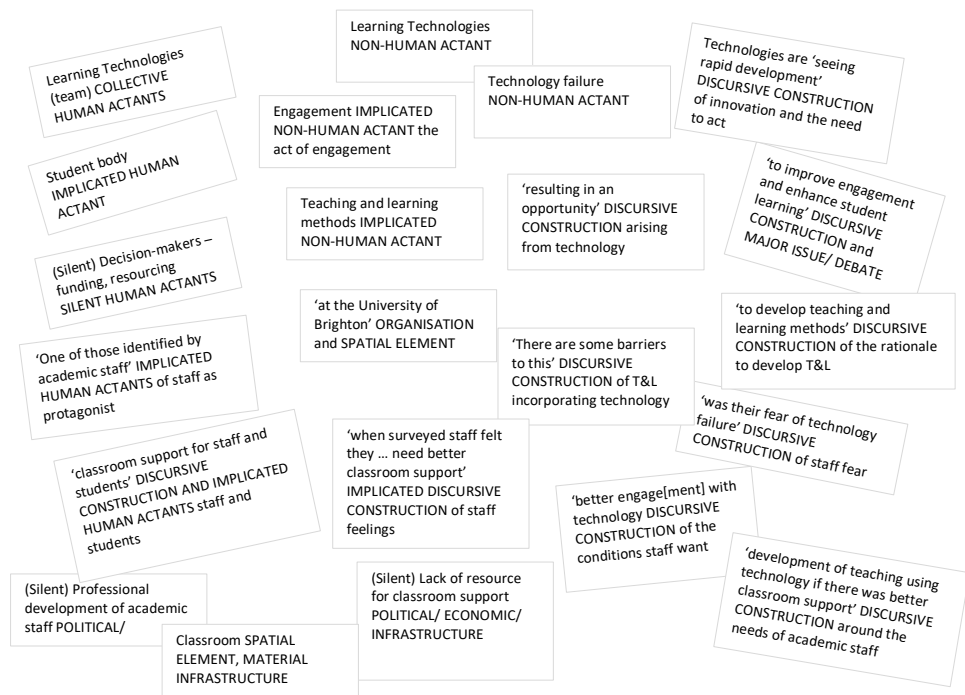 Learning Technologies
(team) COLLECTIVE
HUMAN ACTANTS
Learning Technologies
NON-HUMAN ACTANT
Technology failure
NON-HUMAN ACTANT
Technologies are ‘seeing
rapid development’
DISCURSIVE CONSTRUCTION
of innovation and the need
to act
Engagement IMPLICATED
NON-HUMAN ACTANT the
act of engagement
Student body
IMPLICATED HUMAN
ACTANT
Teaching and learning
methods IMPLICATED
NON-HUMAN ACTANT
‘resulting in an
opportunity’ DISCURSIVE
CONSTRUCTION arising
from technology
‘to improve engagement
and enhance student
learning’ DISCURSIVE
CONSTRUCTION and
MAJOR ISSUE/ DEBATE
(Silent) Decision-makers –
funding, resourcing
SILENT HUMAN ACTANTS
‘at the University of
Brighton’ ORGANISATION
and SPATIAL ELEMENT
‘There are some barriers
to this’ DISCURSIVE
CONSTRUCTION of T&L
incorporating technology
‘to develop teaching and
learning methods’ DISCURSIVE
CONSTRUCTION of the rationale
to develop T&L
‘One of those identified by
academic staff’ IMPLICATED
HUMAN ACTANTS of staff as
protagonist
‘was their fear of technology
failure’ DISCURSIVE
CONSTRUCTION of staff fear
‘classroom support for staff and
students’ DISCURSIVE
CONSTRUCTION AND IMPLICATED
HUMAN ACTANTS staff and
students
‘when surveyed staff felt
they … need better
classroom support’
IMPLICATED DISCURSIVE
CONSTRUCTION of staff
feelings
‘better engage[ment] with
technology DISCURSIVE
CONSTRUCTION of the
conditions staff want
‘development of teaching using
technology if there was better
classroom support’ DISCURSIVE
CONSTRUCTION around the
needs of academic staff
(Silent) Professional
development of academic
staff POLITICAL/
(Silent) Lack of resource
for classroom support
POLITICAL/ ECONOMIC/
INFRASTRUCTURE
Classroom SPATIAL
ELEMENT, MATERIAL
INFRASTRUCTURE